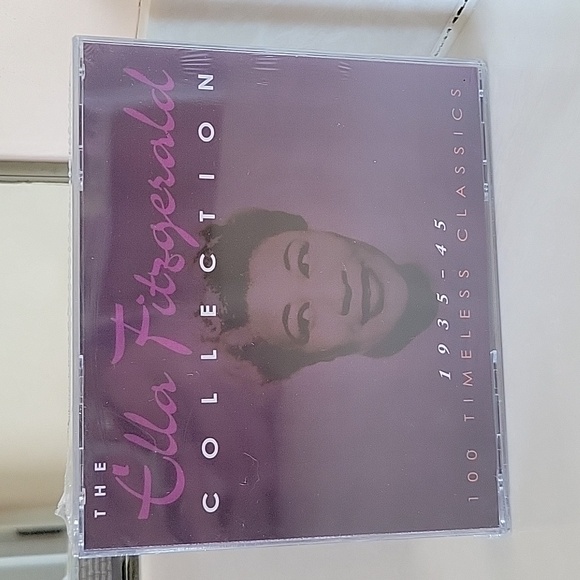 THE
Ella Fitzgerald
COLLECTION
1935-45
100 TIMELESS CLASSICS